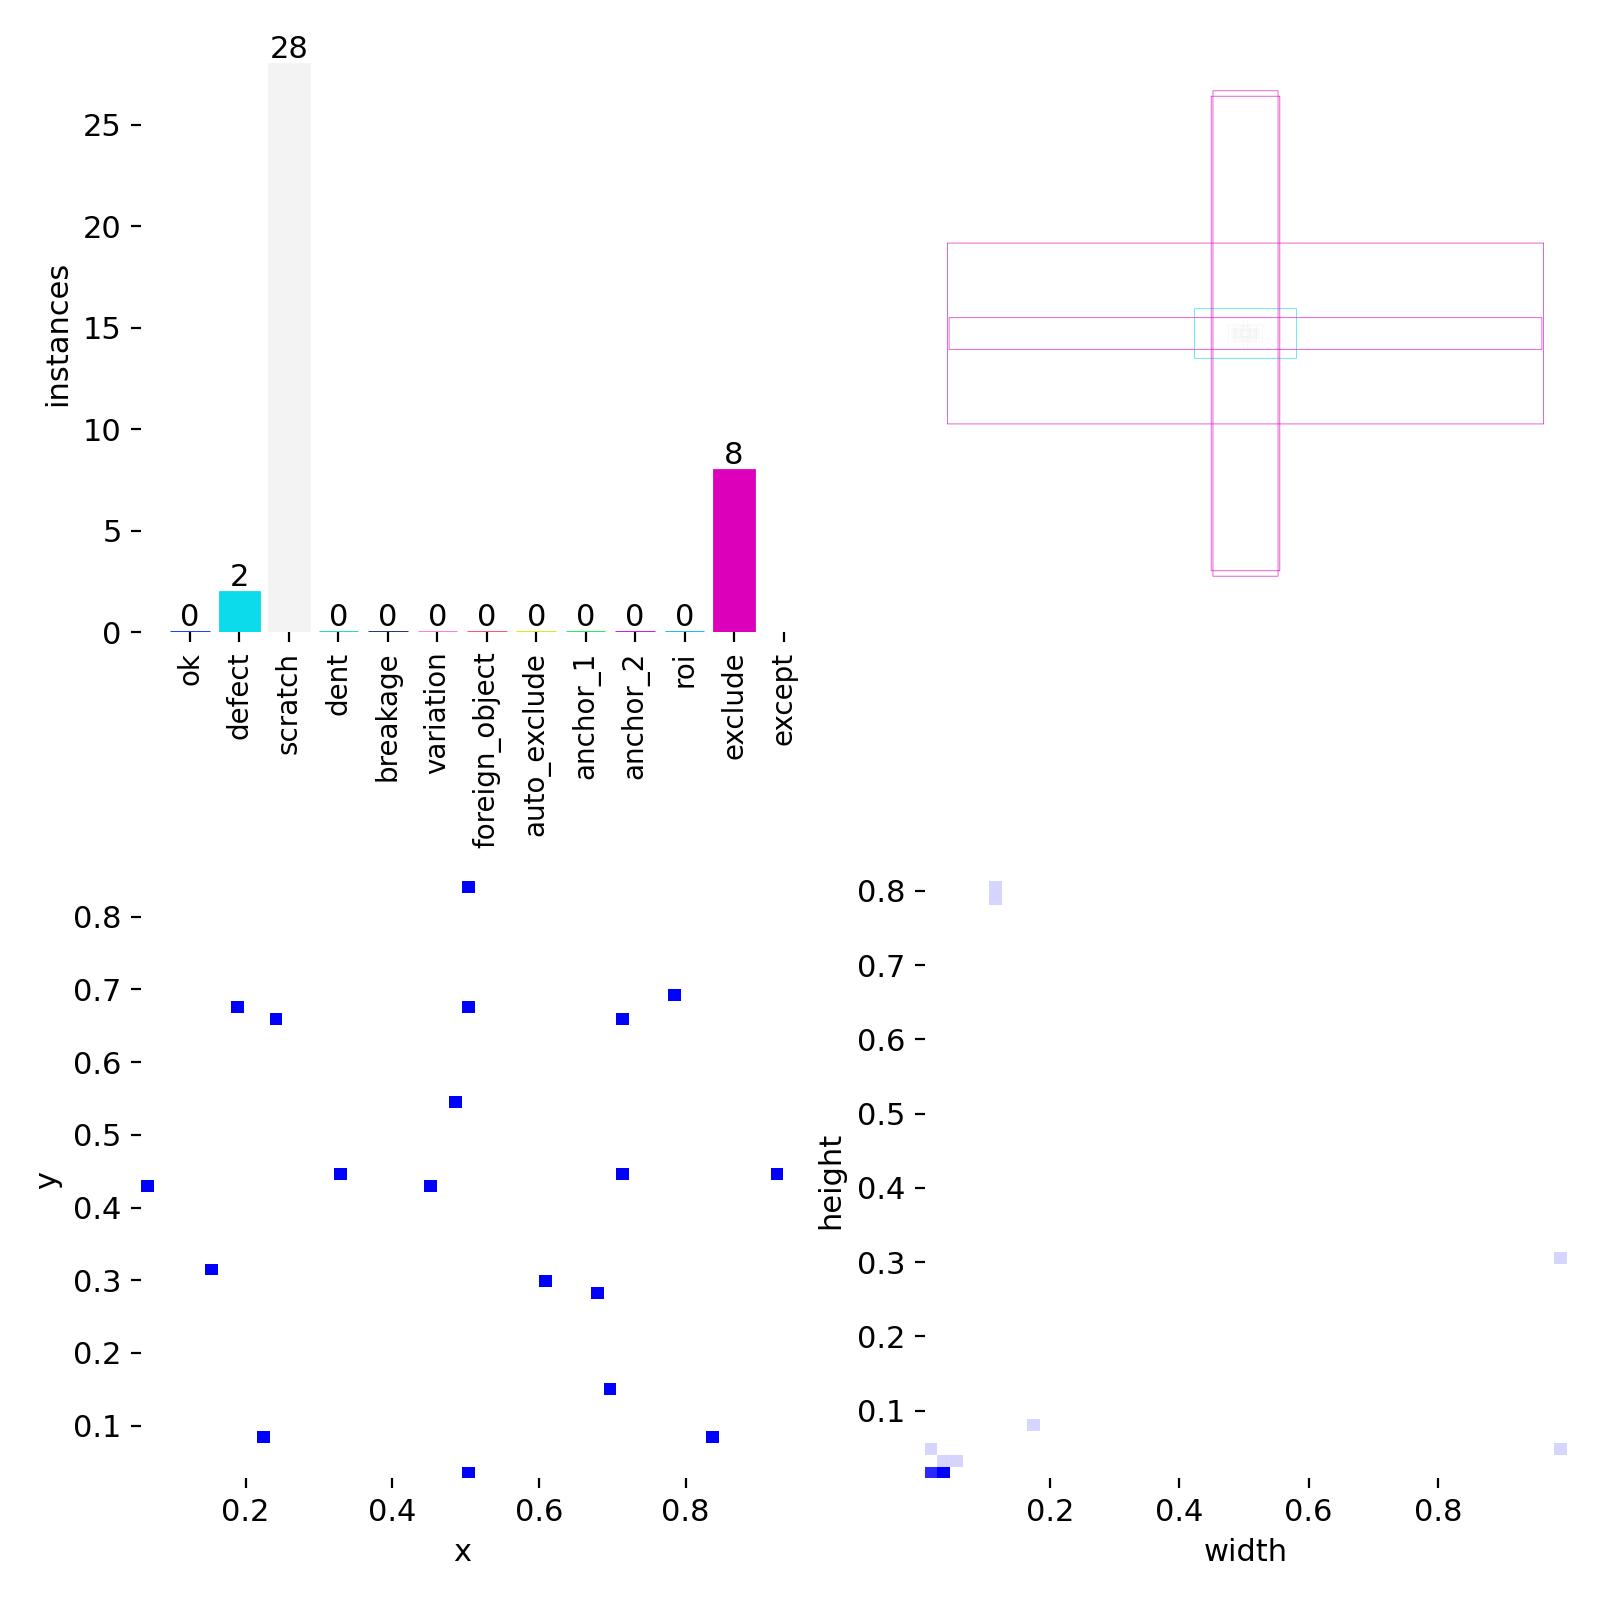 28
25
20
15
10
8
5
2
0
0 0 0 0 0 0 0 0 0
instances
ok
defect
scratch
dent
breakage
variation
foreign_object
auto_exclude
anchor_1
anchor_2
roi
exclude
except
0.8
0.7
0.6
0.5
0.4
0.3
0.2
0.1
y
0.2 0.4 0.6 0.8
x
0.8
0.7
0.6
0.5
0.4
0.3
0.2
0.1
height
0.2 0.4 0.6 0.8
width